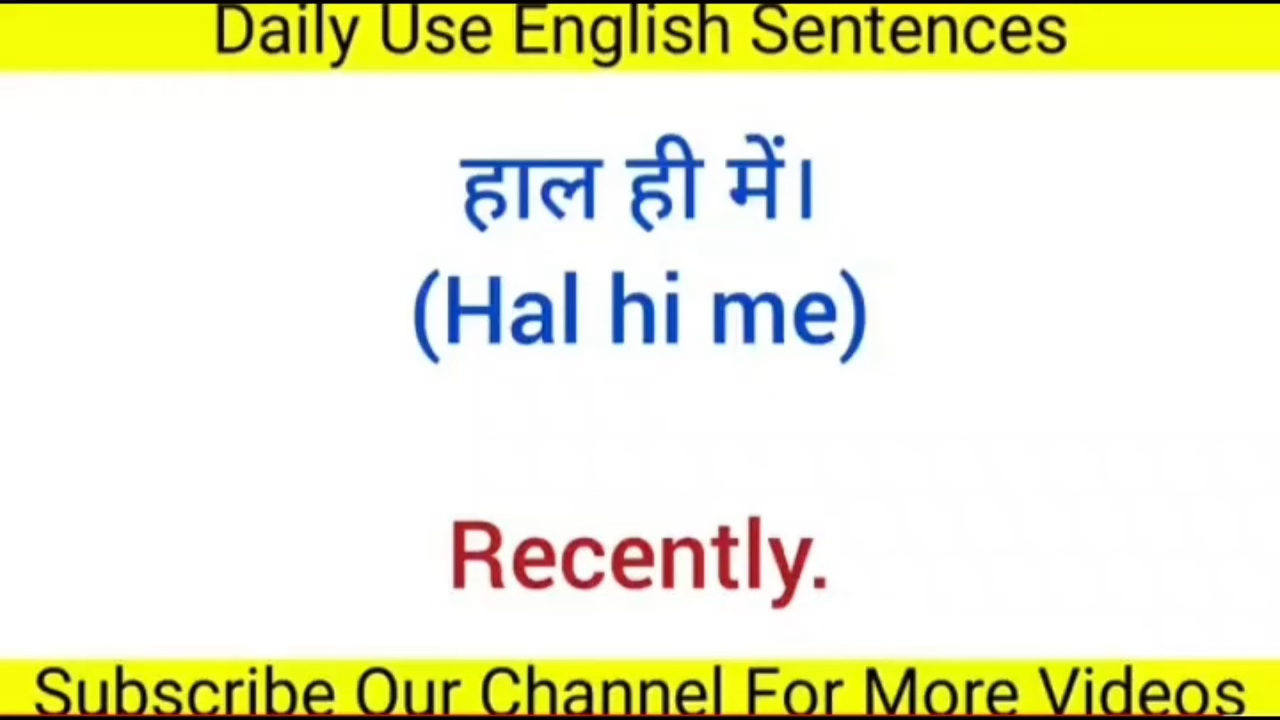 Daily Use English Sentences
हाल ही में।
(Hal hi me)
Recently.
Subscribe Our Channel For More Videos